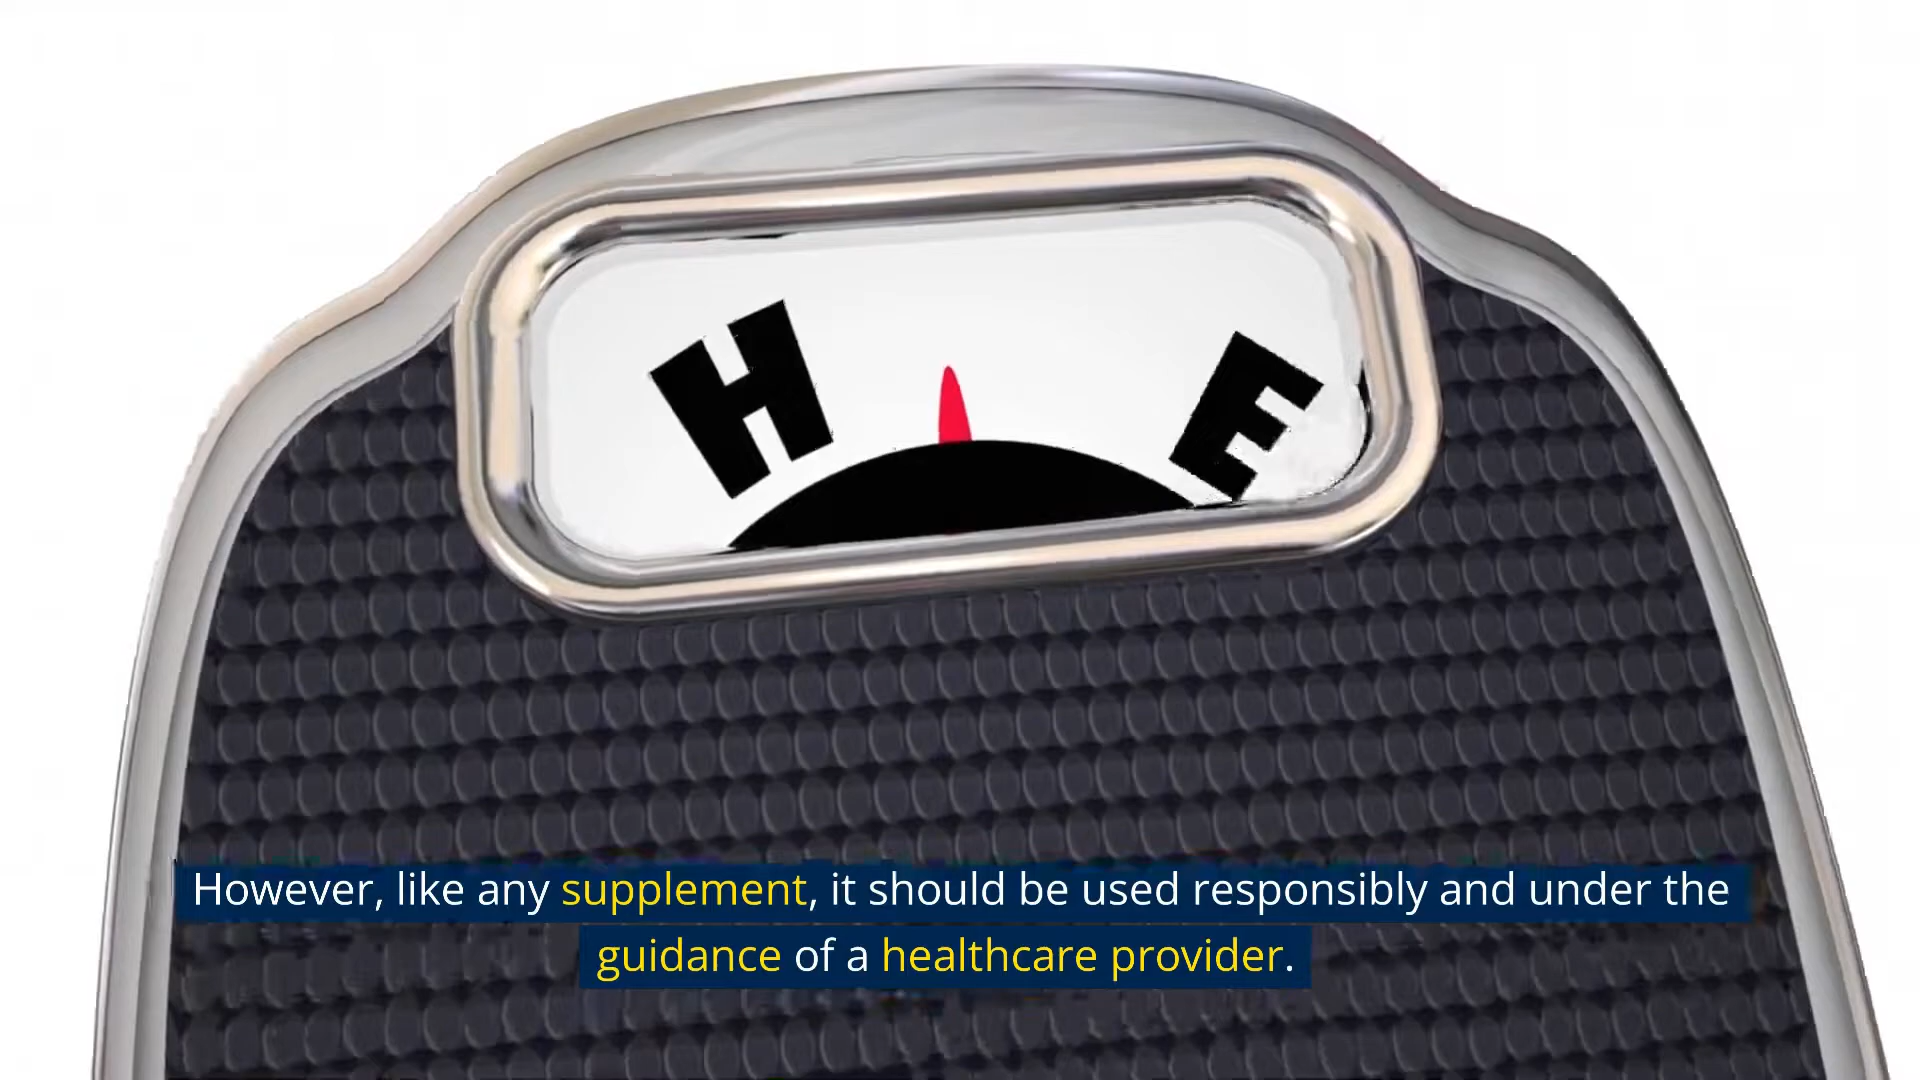 H E
However, like any supplement, it should be used responsibly and under the
guidance of a healthcare provider.